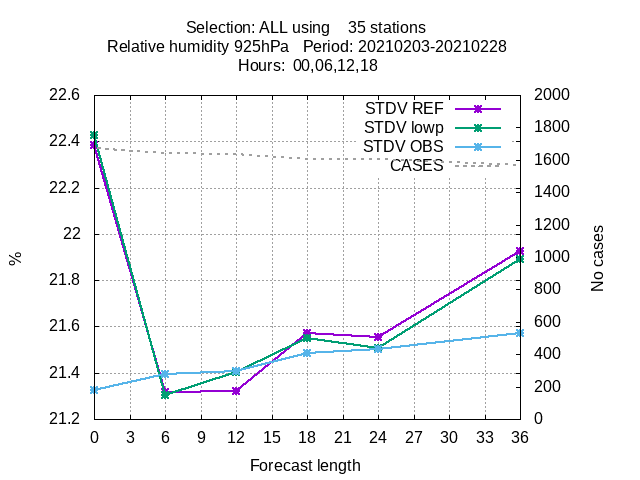 Selection: ALL using 35 stations
Relative humidity 925hPa Period: 20210203-20210228
Hours: 00,06,12,18
22.6
22.4
22.2
22
21.8
21.6
21.4
21.2
%
STDV REF
STDV lowp
STDV OBS
CASES
2000
1800
1600
1400
1200
1000
800
600
400
200
0
No cases
0 3 6 9 12 15 18 21 24 27 30 33 36
Forecast length